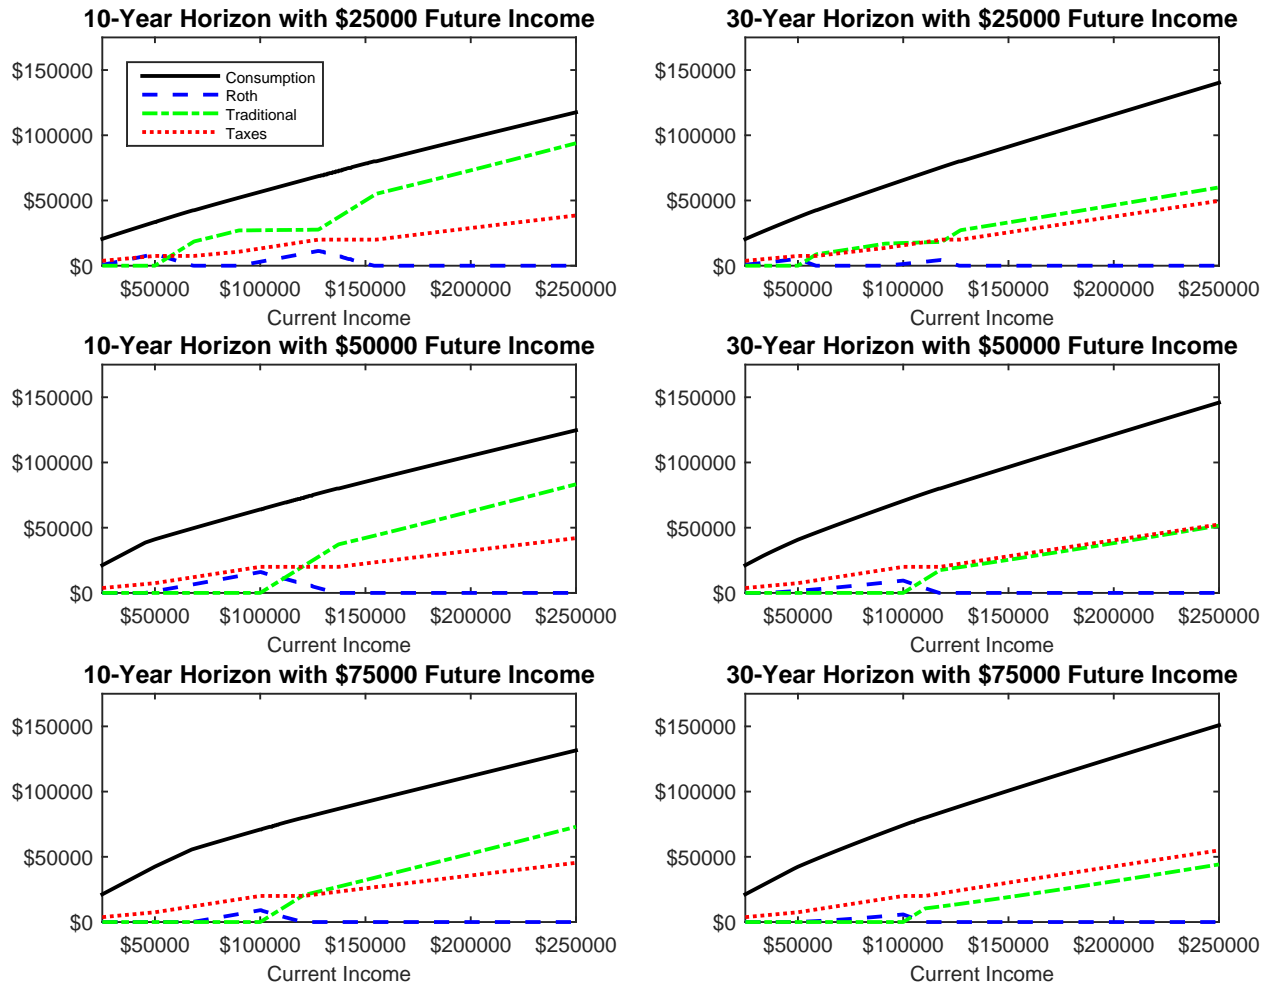 10-Year Horizon with $25000 Future Income
$150000
$100000
$50000
$0
Consumption
Roth
Traditional
Taxes
$50000 $100000 $150000 $200000 $250000
Current Income
30-Year Horizon with $25000 Future Income
$150000
$100000
$50000
$0
$50000 $100000 $150000 $200000 $250000
Current Income
10-Year Horizon with $50000 Future Income
$150000
$100000
$50000
$0
$50000 $100000 $150000 $200000 $250000
Current Income
30-Year Horizon with $50000 Future Income
$150000
$100000
$50000
$0
$50000 $100000 $150000 $200000 $250000
Current Income
10-Year Horizon with $75000 Future Income
$150000
$100000
$50000
$0
$50000 $100000 $150000 $200000 $250000
Current Income
30-Year Horizon with $75000 Future Income
$150000
$100000
$50000
$0
$50000 $100000 $150000 $200000 $250000
Current Income